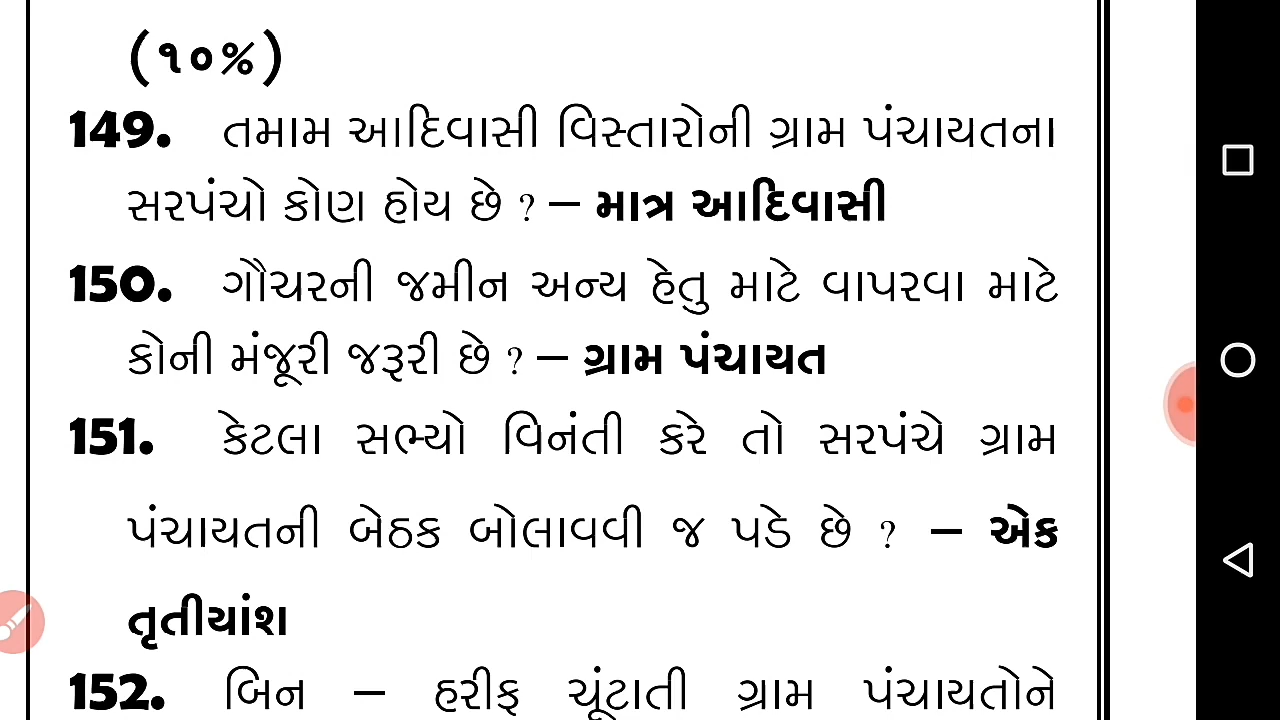 (૧૦%)
149. તમામ આદિવાસી વિસ્તારોની ગ્રામ પંચાયતના
સરપંચો કોણ હોય છે ? – માત્ર આદિવાસી
150. ગૌચરની જમીન અન્ય હેતુ માટે વાપરવા માટે
કોની મંજૂરી જરૂરી છે ? – ગ્રામ પંચાયત
151. કેટલા સભ્યો વિનંતી કરે તો સરપંચે ગ્રામ
પંચાયતની બેઠક બોલાવવી જ પડે છે ? – એક
તૃતીયાંશ
152. બિન – હરીફ ચૂંટાતી ગ્રામ પંચાયતોને